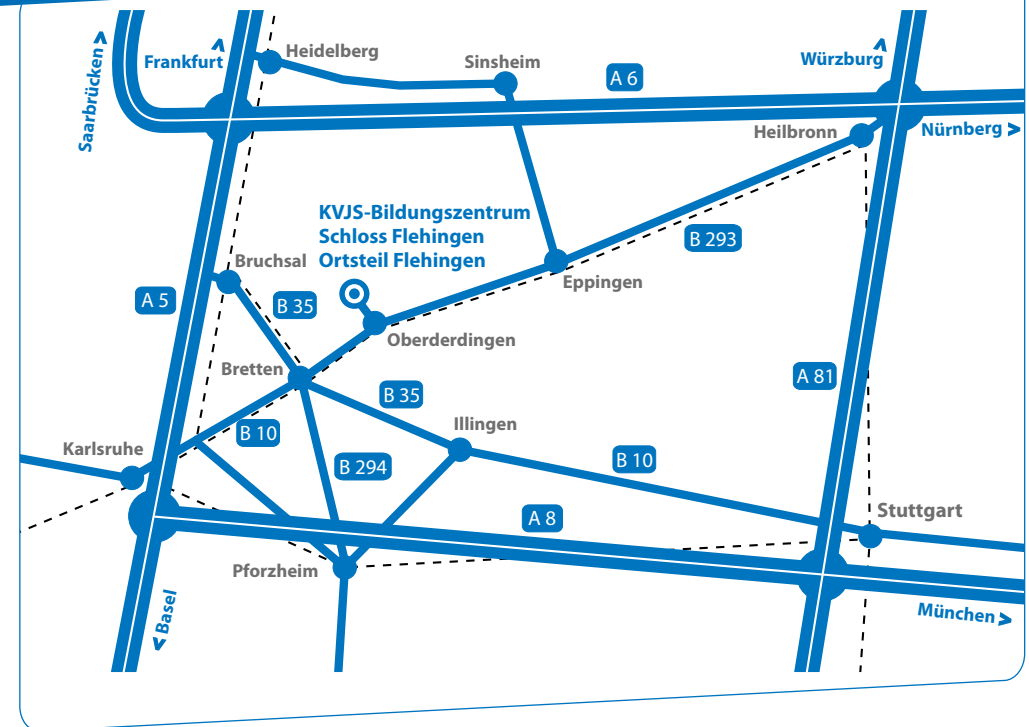 Saarbrücken >
Frankfurt >
Heidelberg
Sinsheim
A 6
Würzburg >
Heilbronn
Nürnberg >
KVJS-Bildungszentrum
Schloss Flehingen
Ortsteil Flehingen
B 293
Bruchsal
Eppingen
A 5
B 35
Oberderdingen
Bretten
A 81
B 35
B 10
Illingen
Karlsruhe
B 294
B 10
A 8
Stuttgart
Pforzheim
< Basel
München >